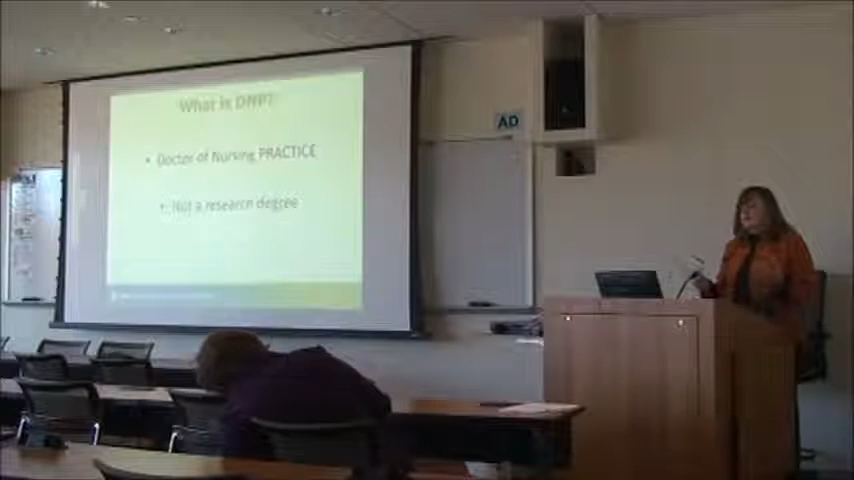 What is DNP?
• Doctor of Nursing PRACTICE
• Not a research degree
AD